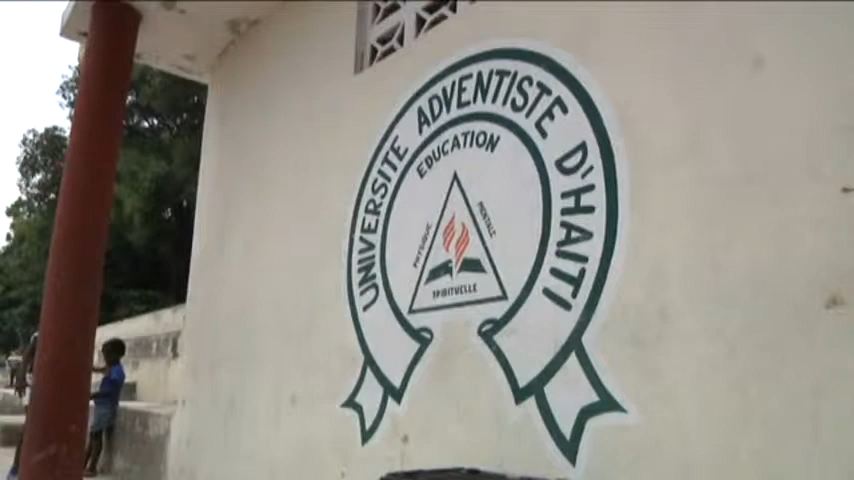 UNIVERSITE ADVENTISTE D'HAITI
EDUCATION
PHYSIQUE
MENTALE
SPIRITUELLE